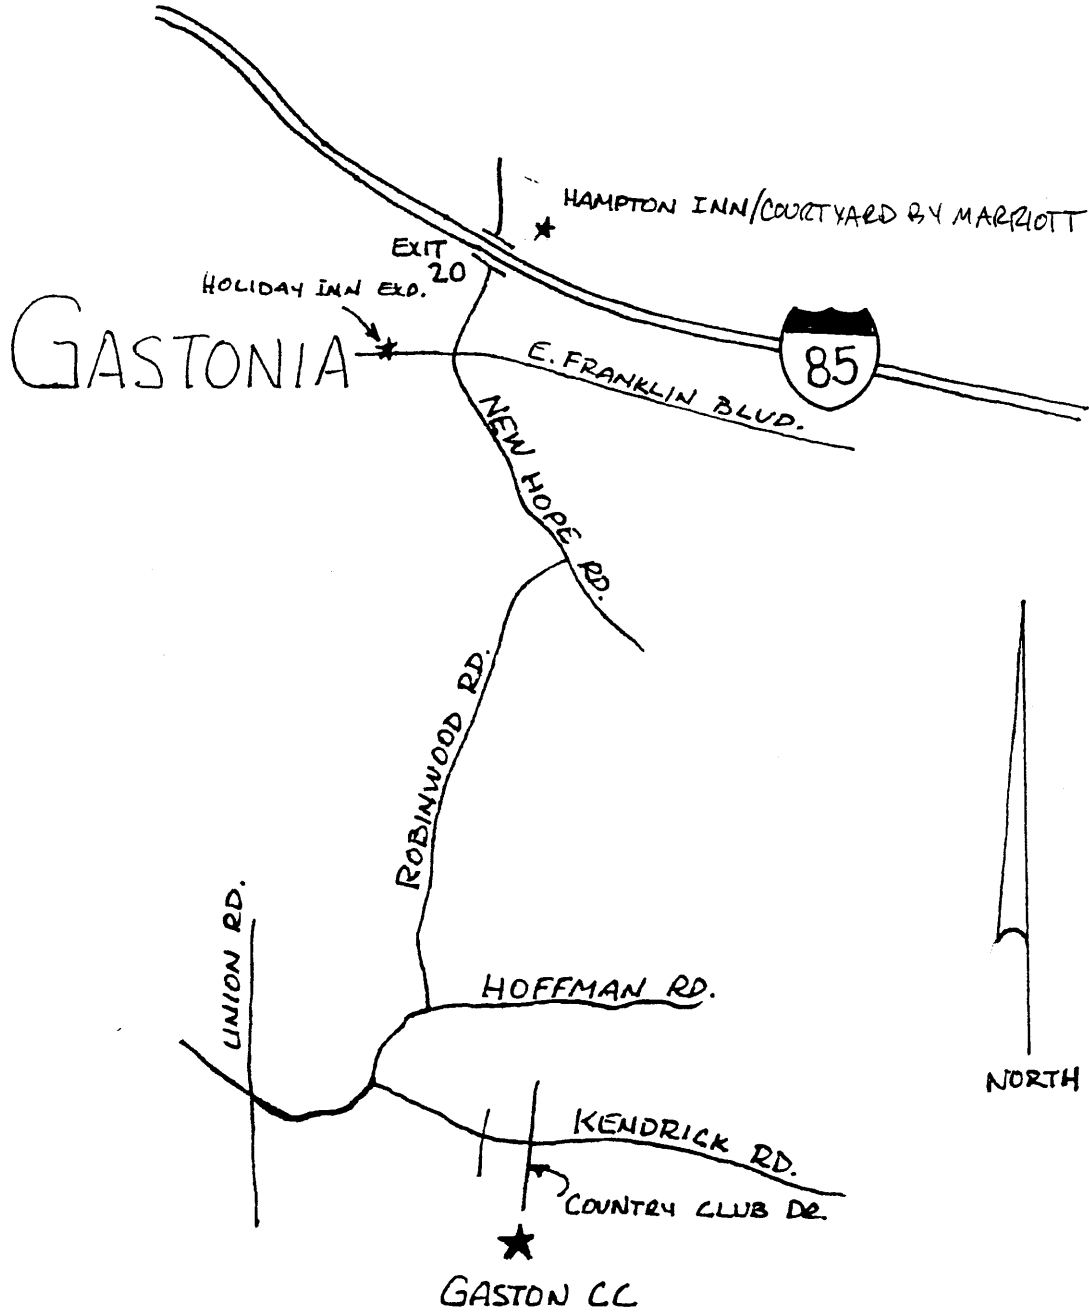 HAMPTON INN/COURTYARD BY MARRIOTT
EXIT
20
HOLIDAY INN EXP.
GASTONIA
85
E. FRANKLIN BLVD.
NEW HOPE RD.
ROBINWOOD RD.
UNION RD.
HOFFMAN RD.
NORTH
KENDRICK RD.
COUNTRY CLUB DR.
GASTON CC